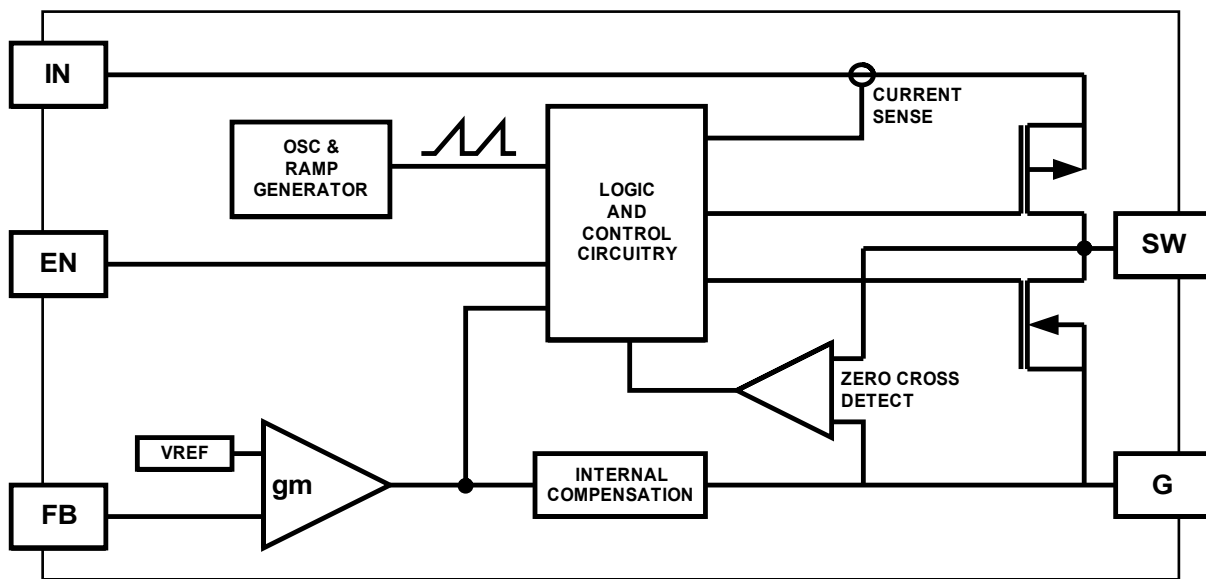 IN
CURRENT
SENSE
OSC &
RAMP
GENERATOR
LOGIC
AND
CONTROL
CIRCUITRY
EN
SW
ZERO CROSS
DETECT
VREF
gm
INTERNAL
COMPENSATION
FB
G